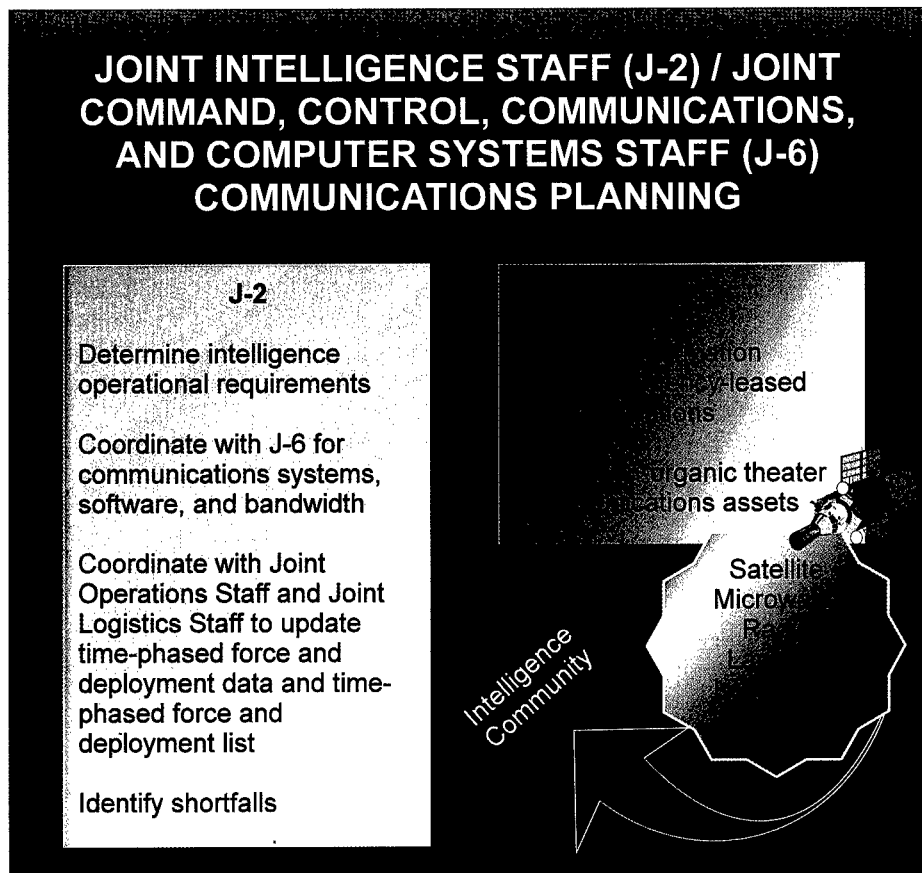 JOINT INTELLIGENCE STAFF (J-2) / JOINT
COMMAND, CONTROL, COMMUNICATIONS,
AND COMPUTER SYSTEMS STAFF (J-6)
COMMUNICATIONS PLANNING
J-2
Determine intelligence
operational requirements
Coordinate with J-6 for
communications systems,
software, and bandwidth
Coordinate with Joint
Operations Staff and Joint
Logistics Staff to update
time-phased force and
deployment data and time-
phased force and
deployment list
Identify shortfalls
organic theater
assets
Satellite
Intelligence
Community